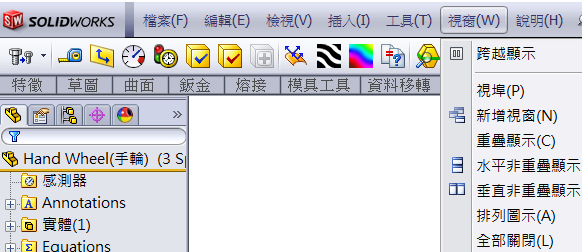 SOLIDWORKS 檔案(F) 編輯(E) 檢視(V) 插入(I) 工具(T) 視窗(W) 說明(H)
跨越顯示
特徵 草圖 曲面 鈑金 熔接 模具工具 資料移轉
視埠(P)
新增視窗(N)
重疊顯示(C)
水平非重疊顯示
垂直非重疊顯示
排列圖示(A)
全部關閉(L)
»
Hand Wheel(手輪) (3 Sp
感測器
Annotations
實體(1)
Equations